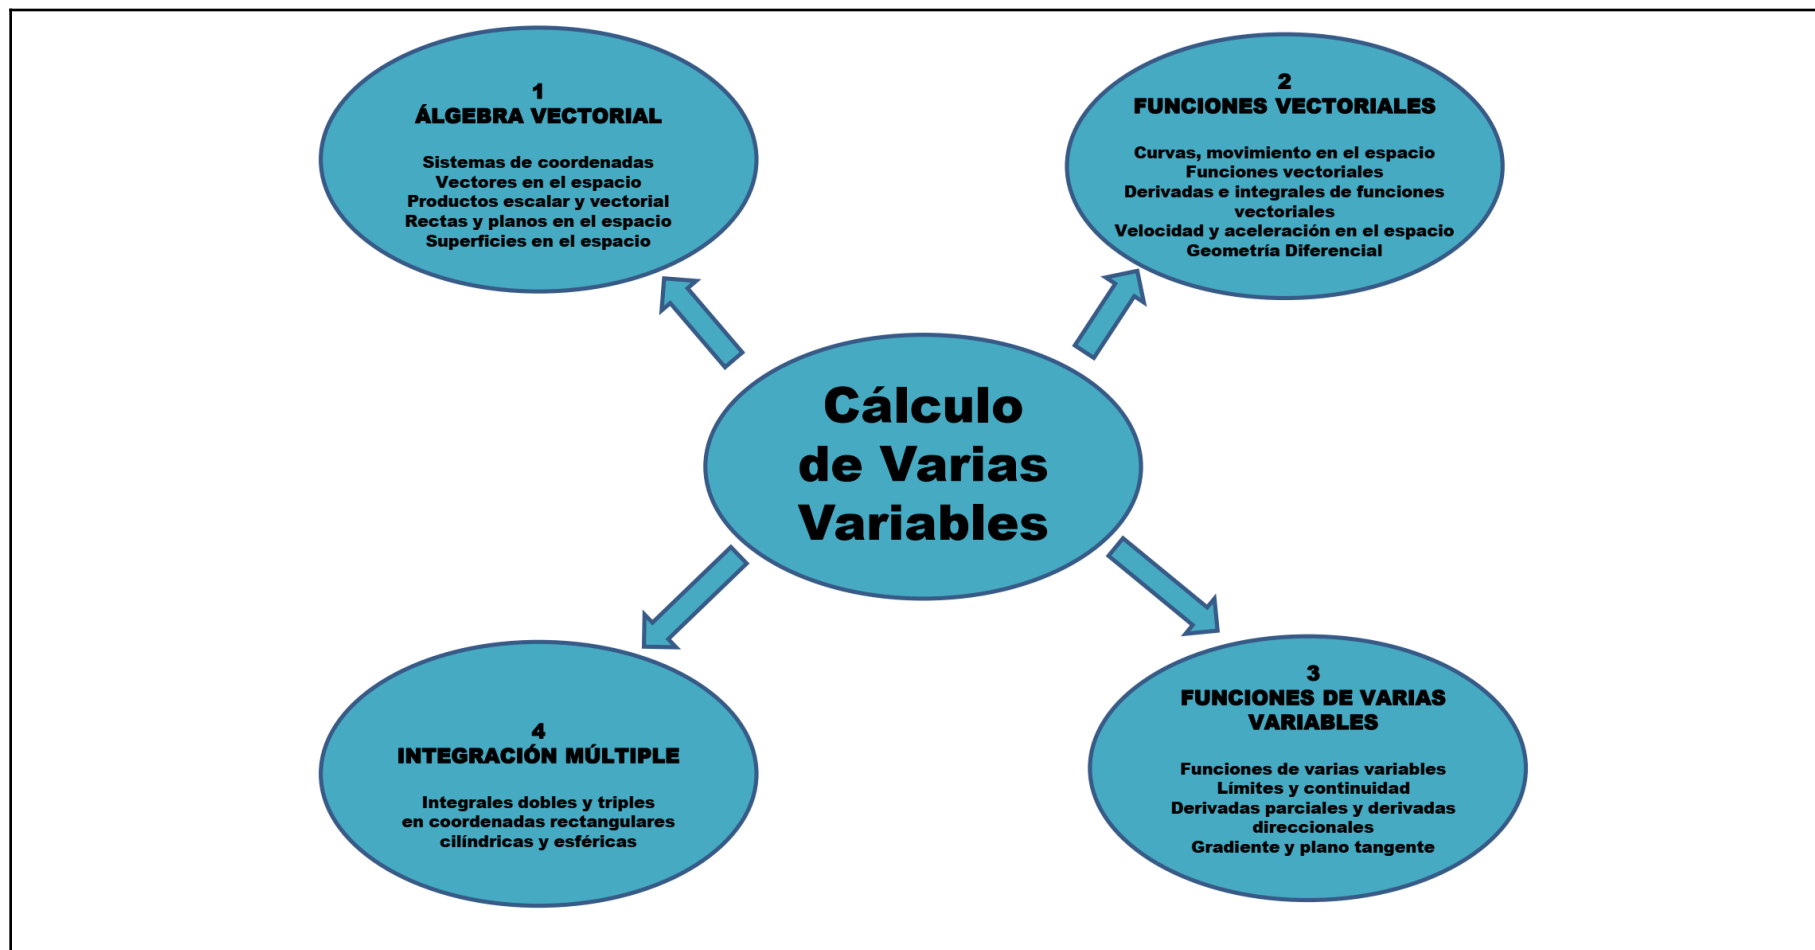 1
ÁLGEBRA VECTORIAL
Sistemas de coordenadas
Vectores en el espacio
Productos escalar y vectorial
Rectas y planos en el espacio
Superficies en el espacio
2
FUNCIONES VECTORIALES
Curvas, movimiento en el espacio
Funciones vectoriales
Derivadas e integrales de funciones
vectoriales
Velocidad y aceleración en el espacio
Geometría Diferencial
Cálculo
de Varias
Variables
3
FUNCIONES DE VARIAS
VARIABLES
Funciones de varias variables
Límites y continuidad
Derivadas parciales y derivadas
direccionales
Gradiente y plano tangente
4
INTEGRACIÓN MÚLTIPLE
Integrales dobles y triples
en coordenadas rectangulares
cilíndricas y esféricas